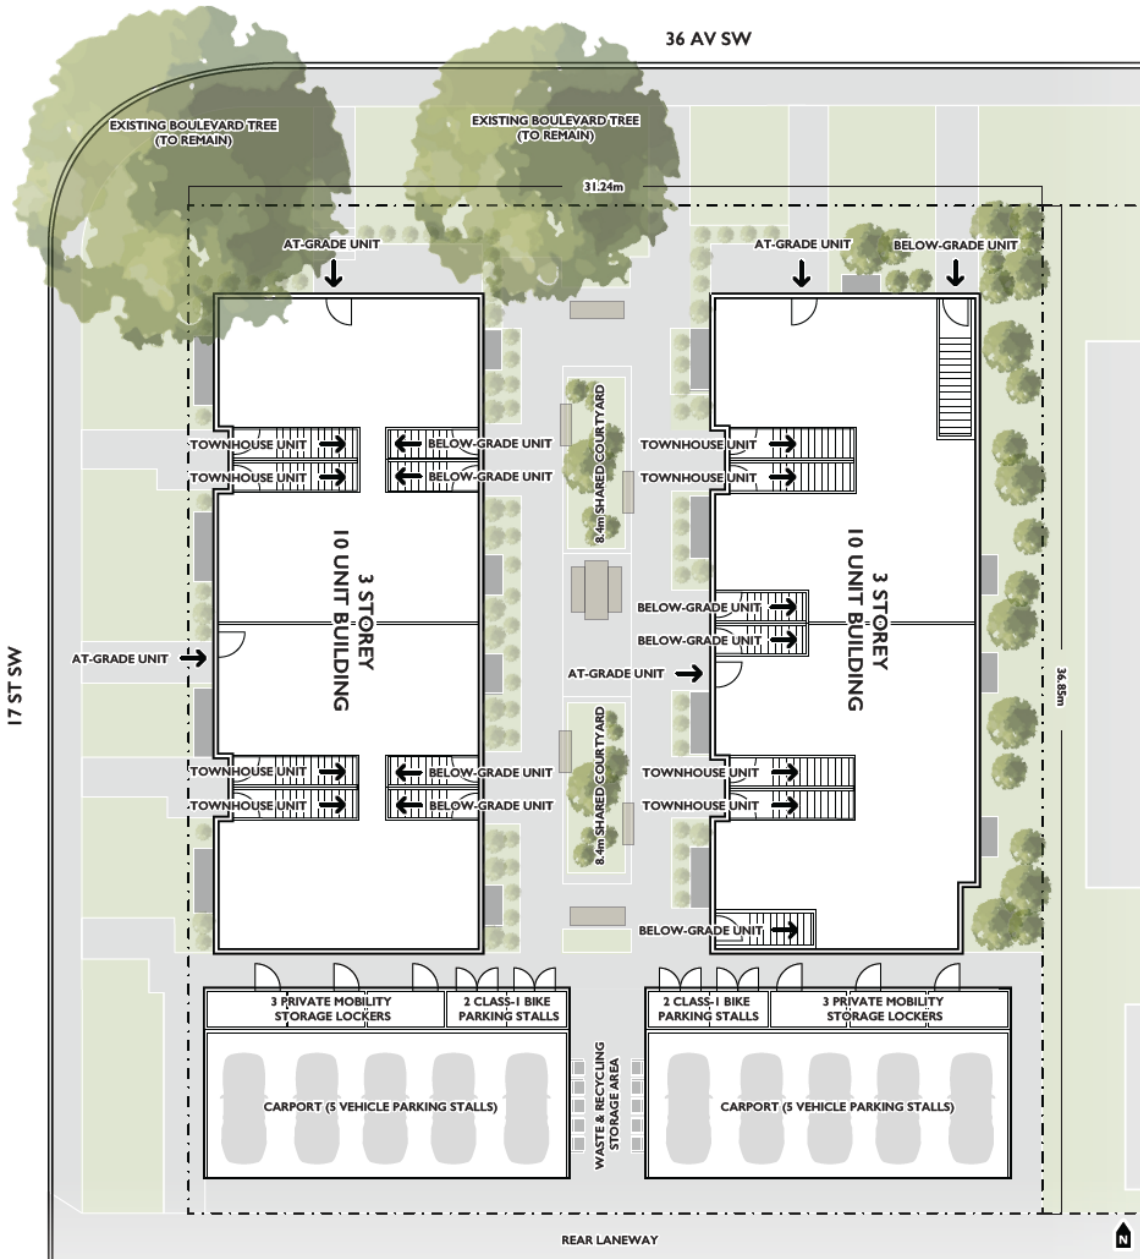 36 AV SW
EXISTING BOULEVARD TREE
(TO REMAIN)
EXISTING BOULEVARD TREE
(TO REMAIN)
31.24m
AT-GRADE UNIT
AT-GRADE UNIT
BELOW-GRADE UNIT
TOWNHOUSE UNIT
BELOW-GRADE UNIT
TOWNHOUSE UNIT
TOWNHOUSE UNIT
BELOW-GRADE UNIT
TOWNHOUSE UNIT
8.4m SHARED COURTYARD
3 STOREY
10 UNIT BUILDING
3 STOREY
10 UNIT BUILDING
BELOW-GRADE UNIT
BELOW-GRADE UNIT
AT-GRADE UNIT
AT-GRADE UNIT
36.85m
17 ST SW
TOWNHOUSE UNIT
BELOW-GRADE UNIT
TOWNHOUSE UNIT
TOWNHOUSE UNIT
BELOW-GRADE UNIT
TOWNHOUSE UNIT
8.4m SHARED COURTYARD
BELOW-GRADE UNIT
3 PRIVATE MOBILITY
STORAGE LOCKERS
2 CLASS-1 BIKE
PARKING STALLS
2 CLASS-1 BIKE
PARKING STALLS
3 PRIVATE MOBILITY
STORAGE LOCKERS
CARPORT (5 VEHICLE PARKING STALLS)
WASTE & RECYCLING
STORAGE AREA
CARPORT (5 VEHICLE PARKING STALLS)
REAR LANEWAY
N